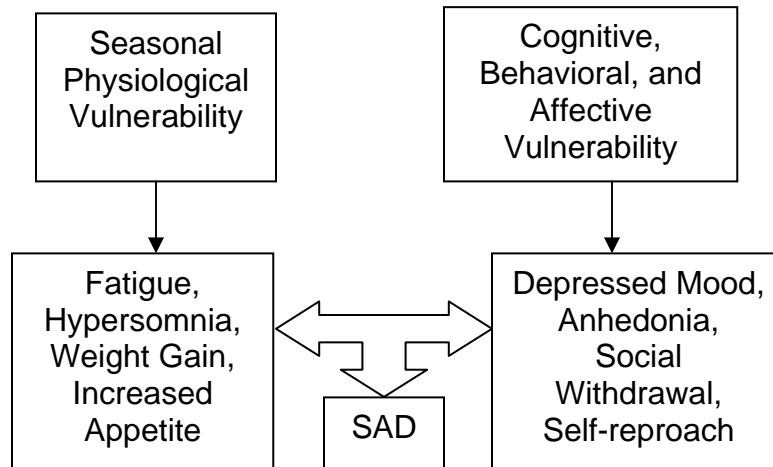 Seasonal
Physiological
Vulnerability
Cognitive,
Behavioral, and
Affective
Vulnerability
Fatigue,
Hypersomnia,
Weight Gain,
Increased
Appetite
SAD
Depressed Mood,
Anhedonia,
Social
Withdrawal,
Self-reproach